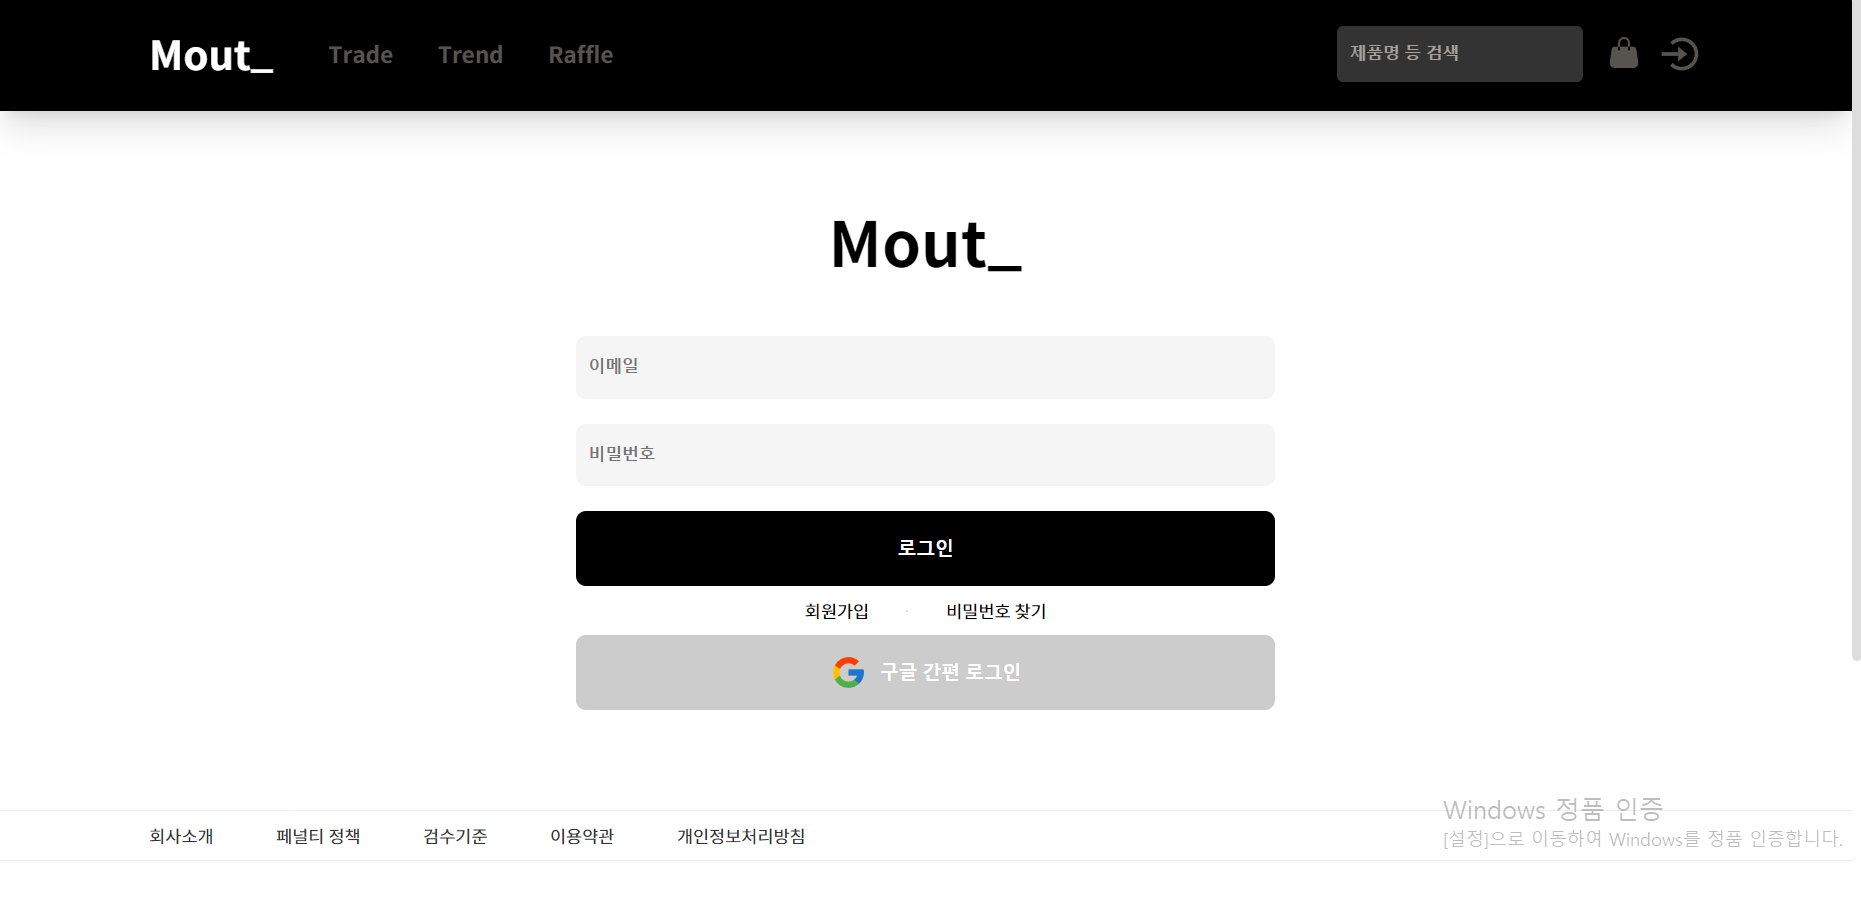 Mout_ Trade Trend Raffle 제품명 등 검색
Mout_
이메일
비밀번호
로그인
회원가입 · 비밀번호 찾기
구글 간편 로그인
Windows 정품 인증
회사소개 페널티 정책 검수기준 이용약관 개인정보처리방침
[설정]으로 이동하여 Windows를 정품 인증합니다.